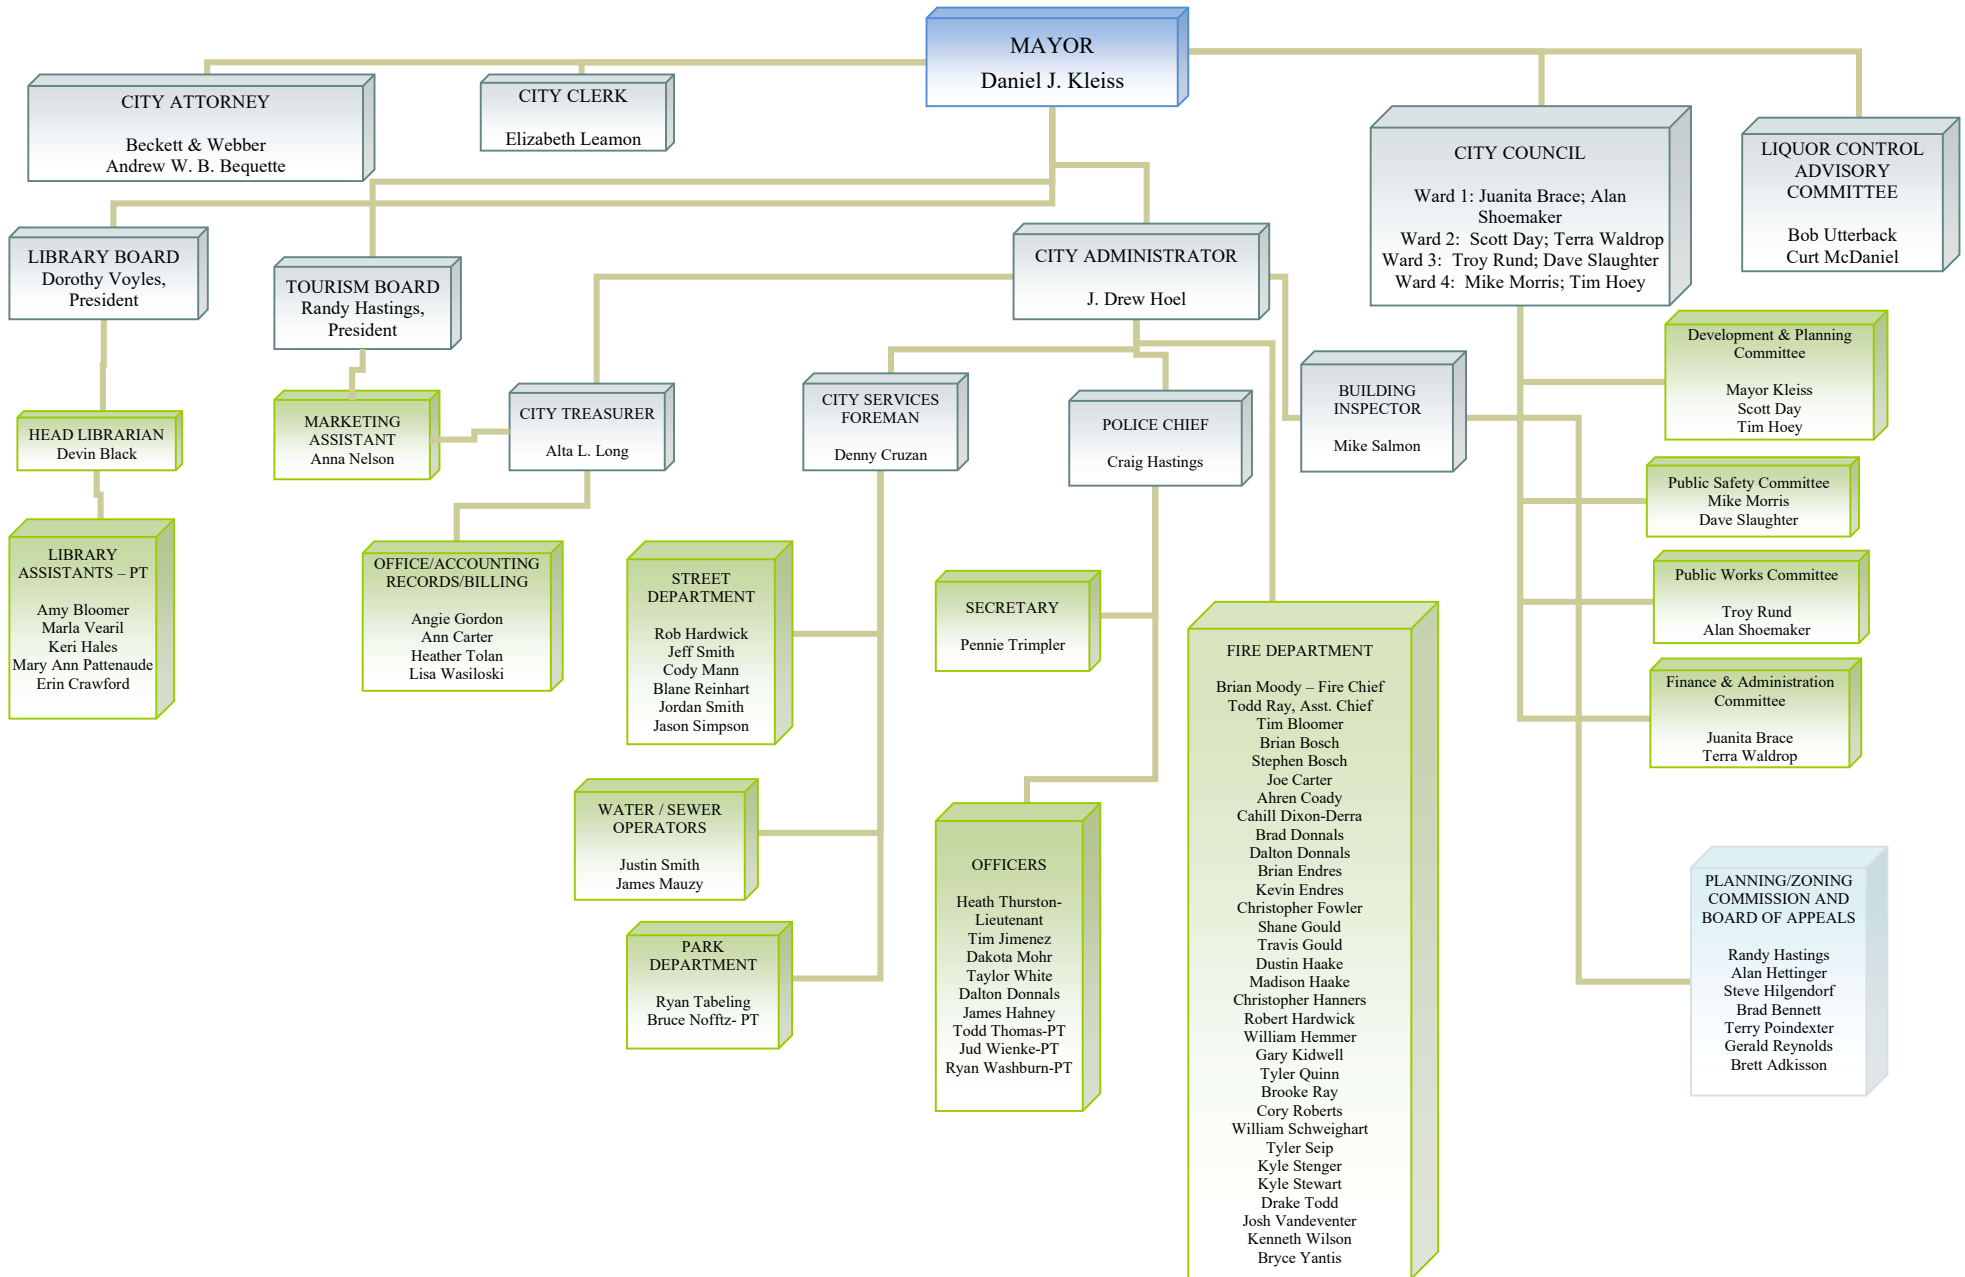 MAYOR
Daniel J. Kleiss
CITY ATTORNEY
Beckett & Webber
Andrew W. B. Bequette
CITY CLERK
Elizabeth Leamon
CITY COUNCIL
Ward 1: Juanita Brace; Alan
Shoemaker
Ward 2:  Scott Day; Terra Waldrop
Ward 3:  Troy Rund; Dave Slaughter
Ward 4:  Mike Morris; Tim Hoey
LIQUOR CONTROL
ADVISORY
COMMITTEE
Bob Utterback
Curt McDaniel
LIBRARY BOARD
Dorothy Voyles,
President
TOURISM BOARD
Randy Hastings,
President
CITY ADMINISTRATOR
J. Drew Hoel
HEAD LIBRARIAN
Devin Black
MARKETING
ASSISTANT
Anna Nelson
CITY TREASURER
Alta L. Long
CITY SERVICES
FOREMAN
Denny Cruzan
POLICE CHIEF
Craig Hastings
BUILDING
INSPECTOR
Mike Salmon
Development & Planning
Committee
Mayor Kleiss
Scott Day
Tim Hoey
Public Safety Committee
Mike Morris
Dave Slaughter
Public Works Committee
Troy Rund
Alan Shoemaker
Finance & Administration
Committee
Juanita Brace
Terra Waldrop
LIBRARY
ASSISTANTS – PT
Amy Bloomer
Marla Vearil
Keri Hales
Mary Ann Pattenaude
Erin Crawford
OFFICE/ACCOUNTING
RECORDS/BILLING
Angie Gordon
Ann Carter
Heather Tolan
Lisa Wasiloski
STREET
DEPARTMENT
Rob Hardwick
Jeff Smith
Cody Mann
Blane Reinhart
Jordan Smith
Jason Simpson
WATER / SEWER
OPERATORS
Justin Smith
James Mauzy
PARK
DEPARTMENT
Ryan Tabeling
Bruce Nofftz- PT
SECRETARY
Pennie Trimpler
OFFICERS
Heath Thurston-
Lieutenant
Tim Jimenez
Dakota Mohr
Taylor White
Dalton Donnals
James Hahney
Todd Thomas-PT
Jud Wienke-PT
Ryan Washburn-PT
FIRE DEPARTMENT
Brian Moody – Fire Chief
Todd Ray, Asst. Chief
Tim Bloomer
Brian Bosch
Stephen Bosch
Joe Carter
Ahren Coady
Cahill Dixon-Derra
Brad Donnals
Dalton Donnals
Brian Endres
Kevin Endres
Christopher Fowler
Shane Gould
Travis Gould
Dustin Haake
Madison Haake
Christopher Hanners
Robert Hardwick
William Hemmer
Gary Kidwell
Tyler Quinn
Brooke Ray
Cory Roberts
William Schweighart
Tyler Seip
Kyle Stenger
Kyle Stewart
Drake Todd
Josh Vandeventer
Kenneth Wilson
Bryce Yantis
PLANNING/ZONING
COMMISSION AND
BOARD OF APPEALS
Randy Hastings
Alan Hettinger
Steve Hilgendorf
Brad Bennett
Terry Poindexter
Gerald Reynolds
Brett Adkisson